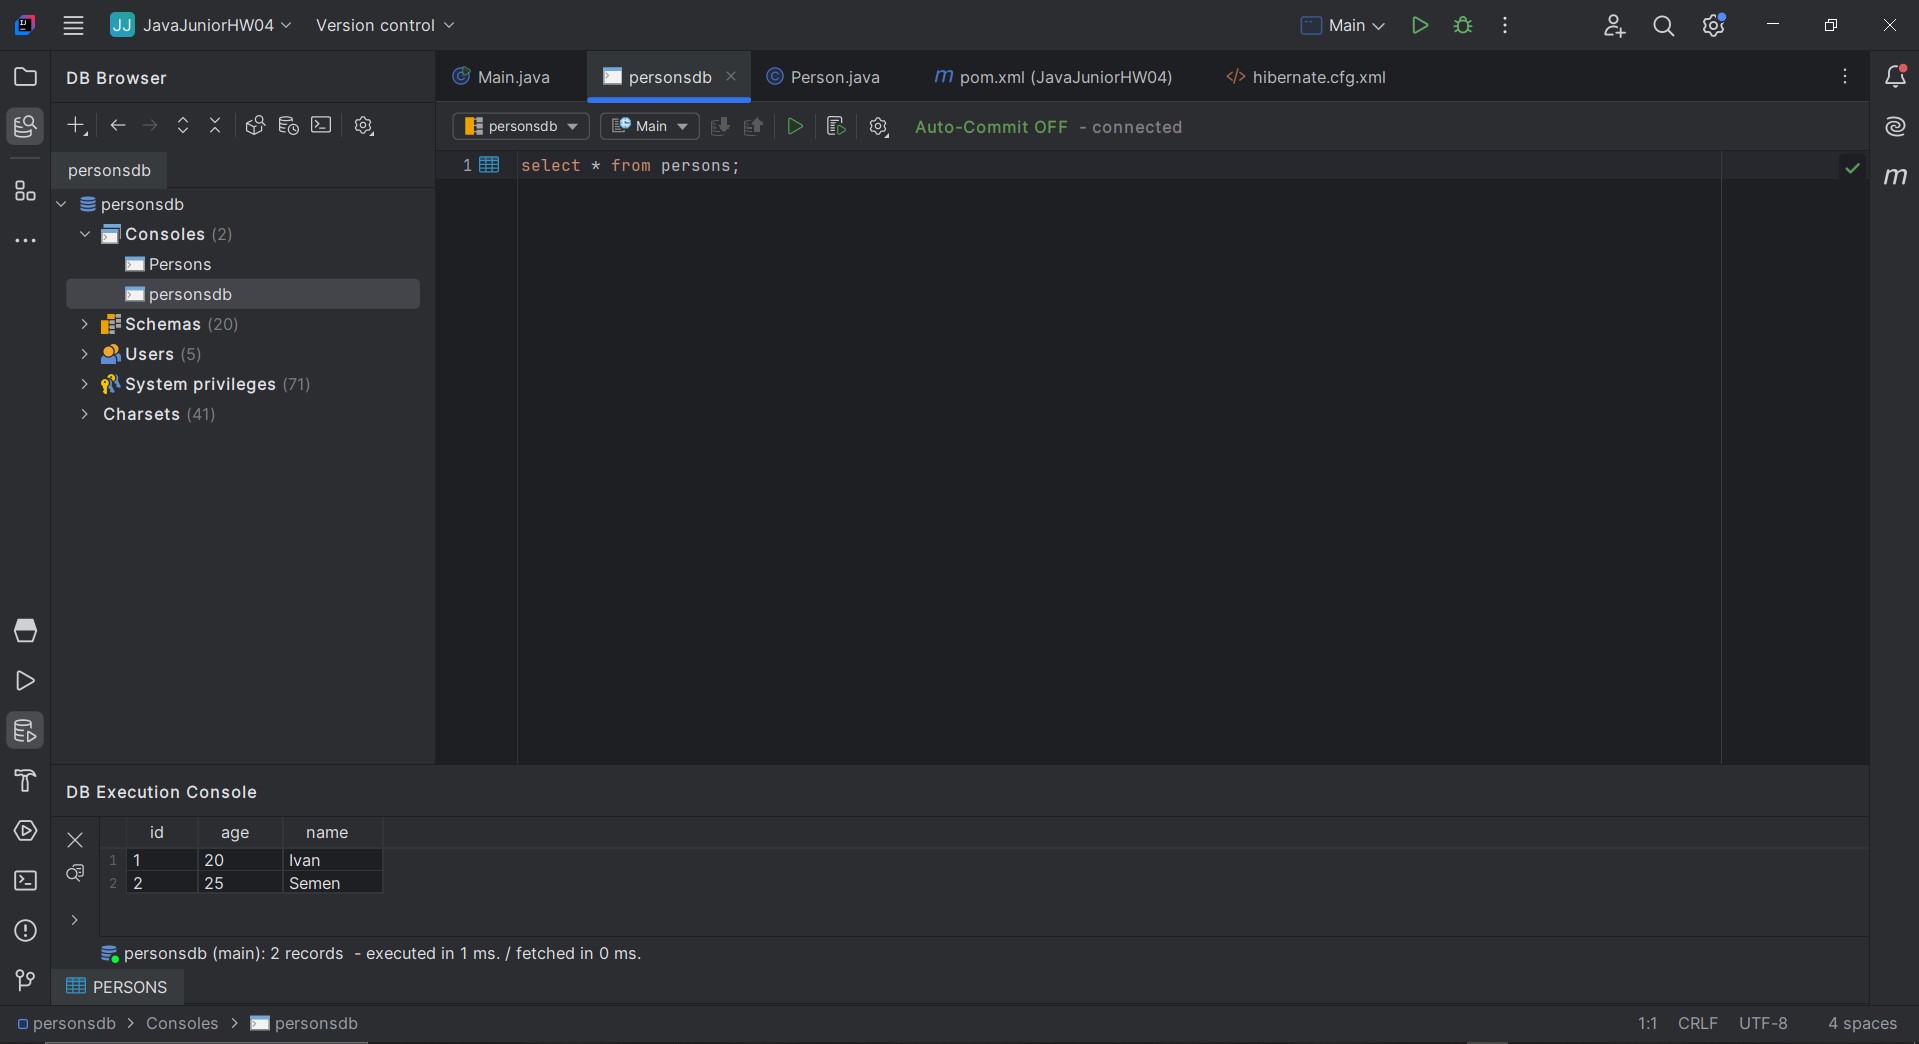 JJ JavaJuniorHW04 Version control Main
DB Browser
Main.java personsdb Person.java pom.xml (JavaJuniorHW04) hibernate.cfg.xml
personsdb Main Auto-Commit OFF - connected
personsdb
1 select * from persons;
personsdb
Consoles (2)
Persons
personsdb
Schemas (20)
Users (5)
System privileges (71)
Charsets (41)
DB Execution Console
id age name
1 1 20 Ivan
2 2 25 Semen
personsdb (main): 2 records - executed in 1 ms. / fetched in 0 ms.
PERSONS
personsdb > Consoles > personsdb 1:1 CRLF UTF-8 4 spaces